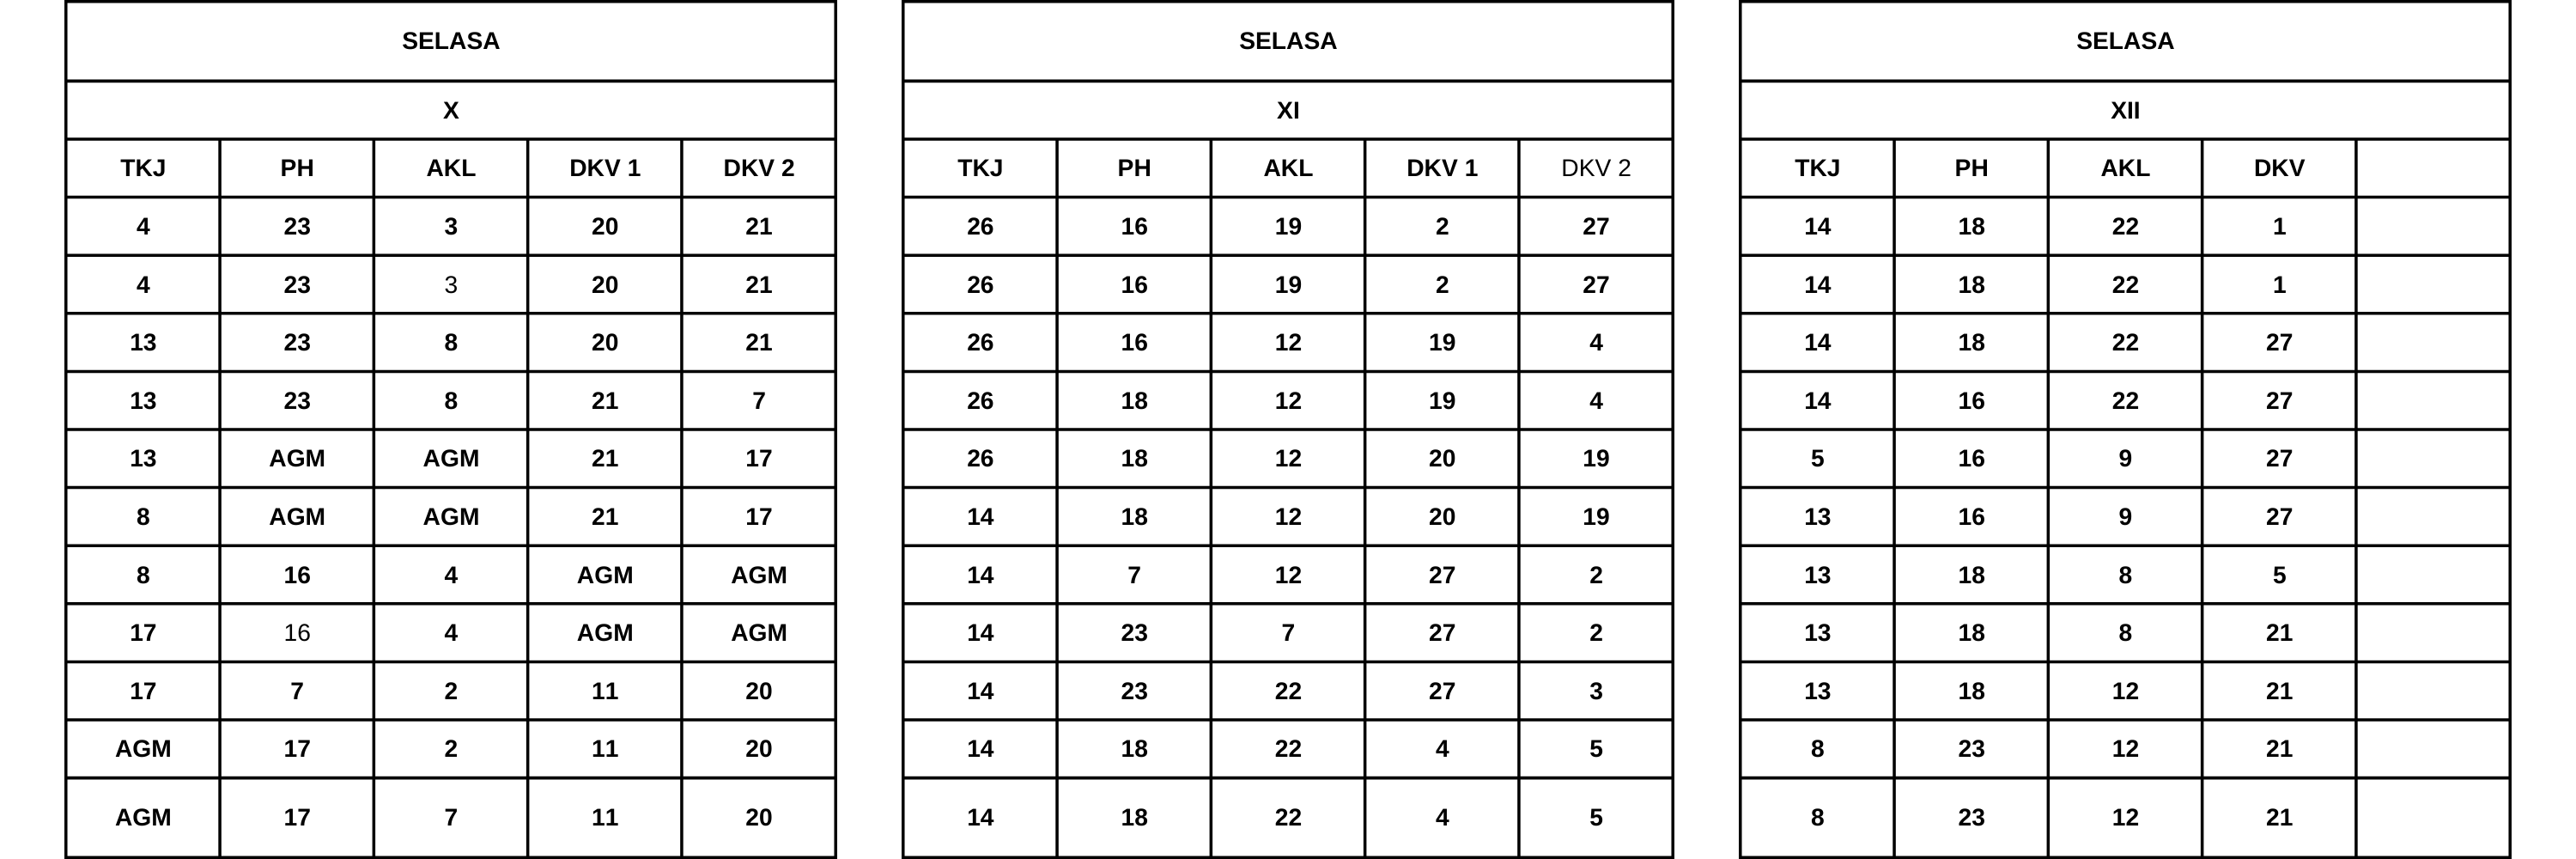 SELASA
X
TKJ PH AKL DKV 1 DKV 2
4 23 3 20 21
4 23 3 20 21
13 23 8 20 21
13 23 8 21 7
13 AGM AGM 21 17
8 AGM AGM 21 17
8 16 4 AGM AGM
17 16 4 AGM AGM
17 7 2 11 20
AGM 17 2 11 20
AGM 17 7 11 20
SELASA
XI
TKJ PH AKL DKV 1 DKV 2
26 16 19 2 27
26 16 19 2 27
26 16 12 19 4
26 18 12 19 4
26 18 12 20 19
14 18 12 20 19
14 7 12 27 2
14 23 7 27 2
14 23 22 27 3
14 18 22 4 5
14 18 22 4 5
SELASA
XII
TKJ PH AKL DKV
14 18 22 1
14 18 22 1
14 18 22 27
14 16 22 27
5 16 9 27
13 16 9 27
13 18 8 5
13 18 8 21
13 18 12 21
8 23 12 21
8 23 12 21